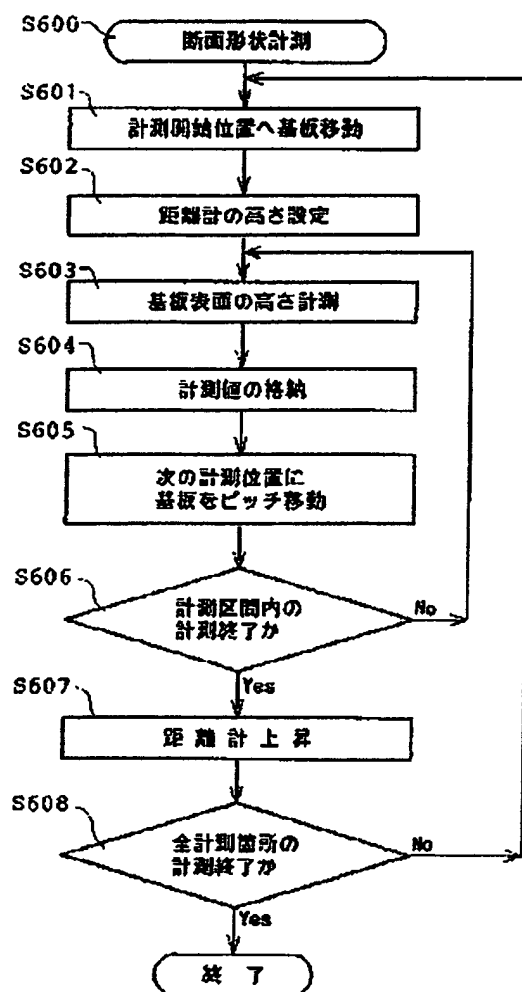 S600
断面形状計測
S601
計測開始位置へ基板移動
S602
距離計の高さ設定
S603
基板表面の高さ計測
S604
計測値の格納
S605
次の計測位置に
基板をピッチ移動
S606
計測区間内の
計測終了か
No
Yes
S607
距離計上昇
S608
全計測箇所の
計測終了か
No
Yes
終了